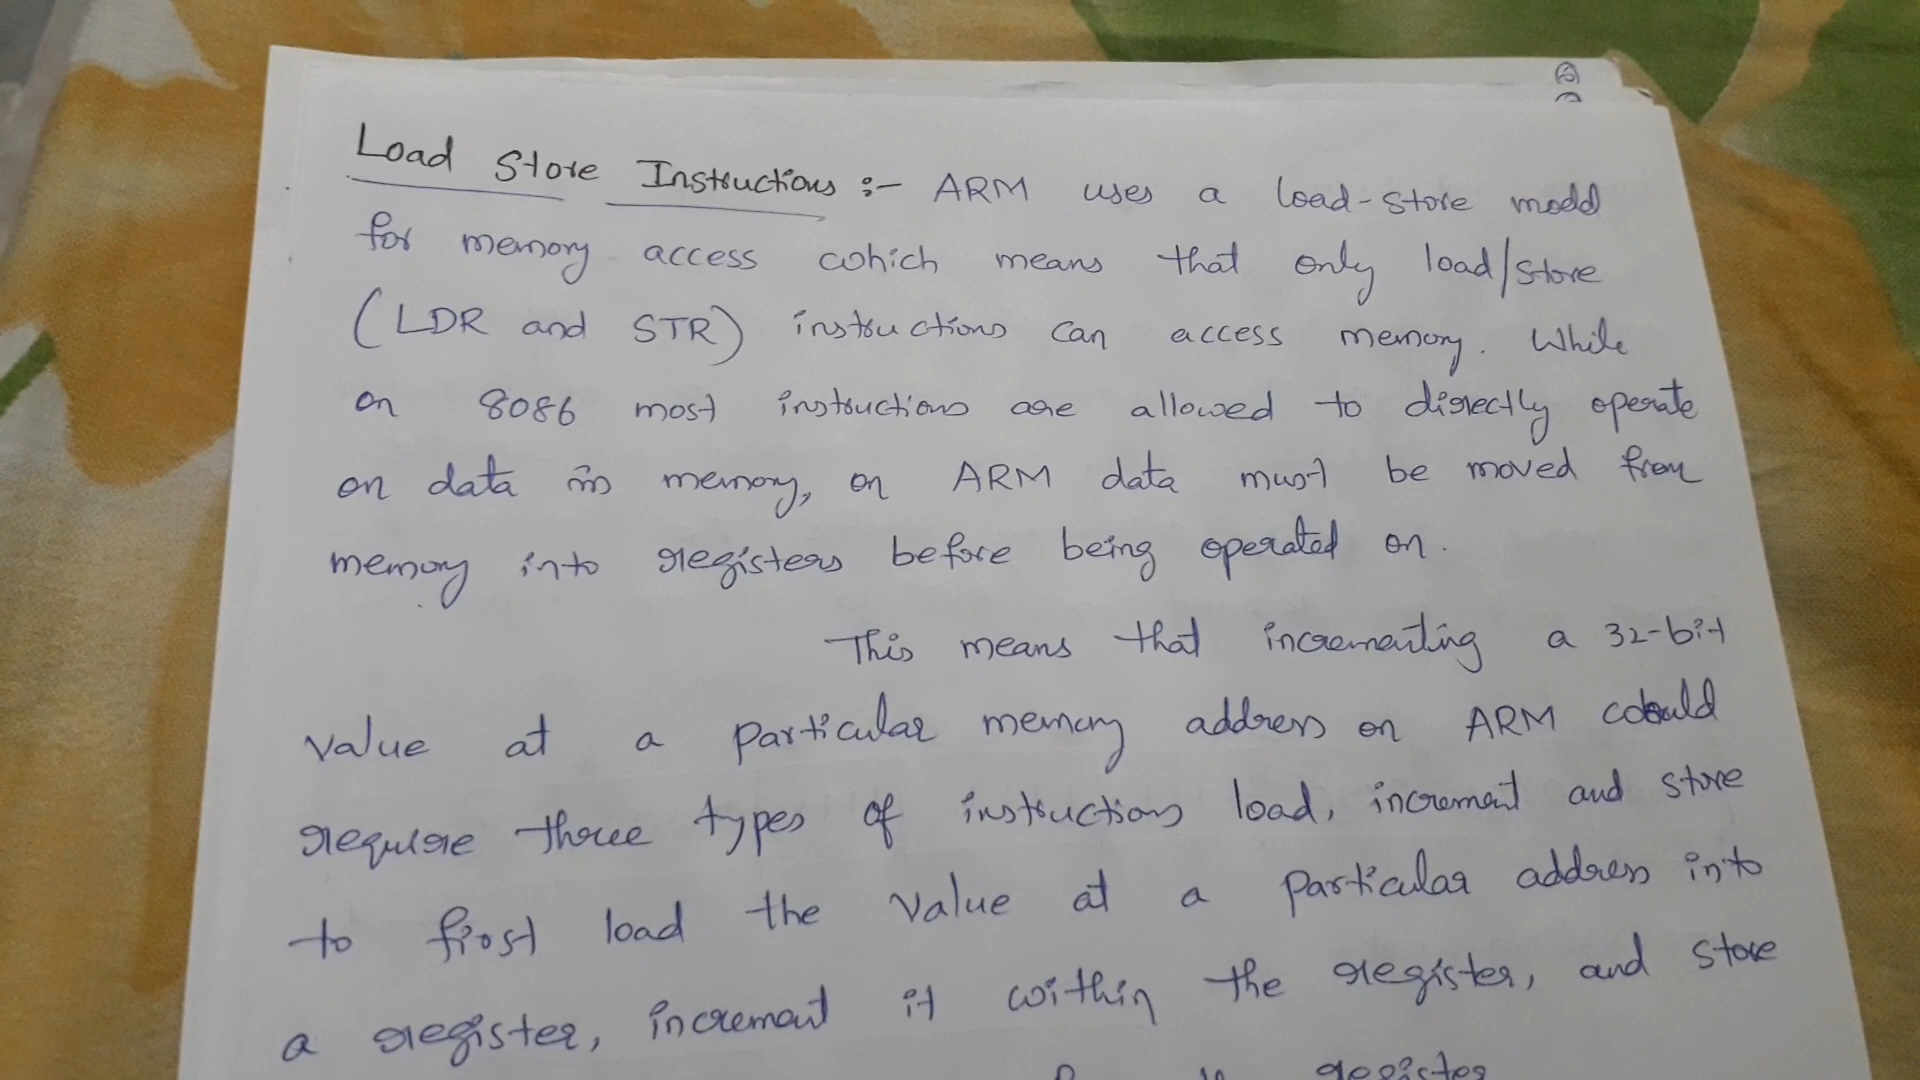 Load Store Instructions :- ARM uses a load-store model
for memory access which means that only load/store
(LDR and STR) instructions can access memory. While
on 8086 most instructions are allowed to directly operate
on data in memory, on ARM data must be moved from
memory into registers before being operated on.
This means that incrementing a 32-bit
value at a particular memory address on ARM could
require three types of instructions load, increment and store
to first load the value at a particular address into
a register, increment it within the register, and store
register